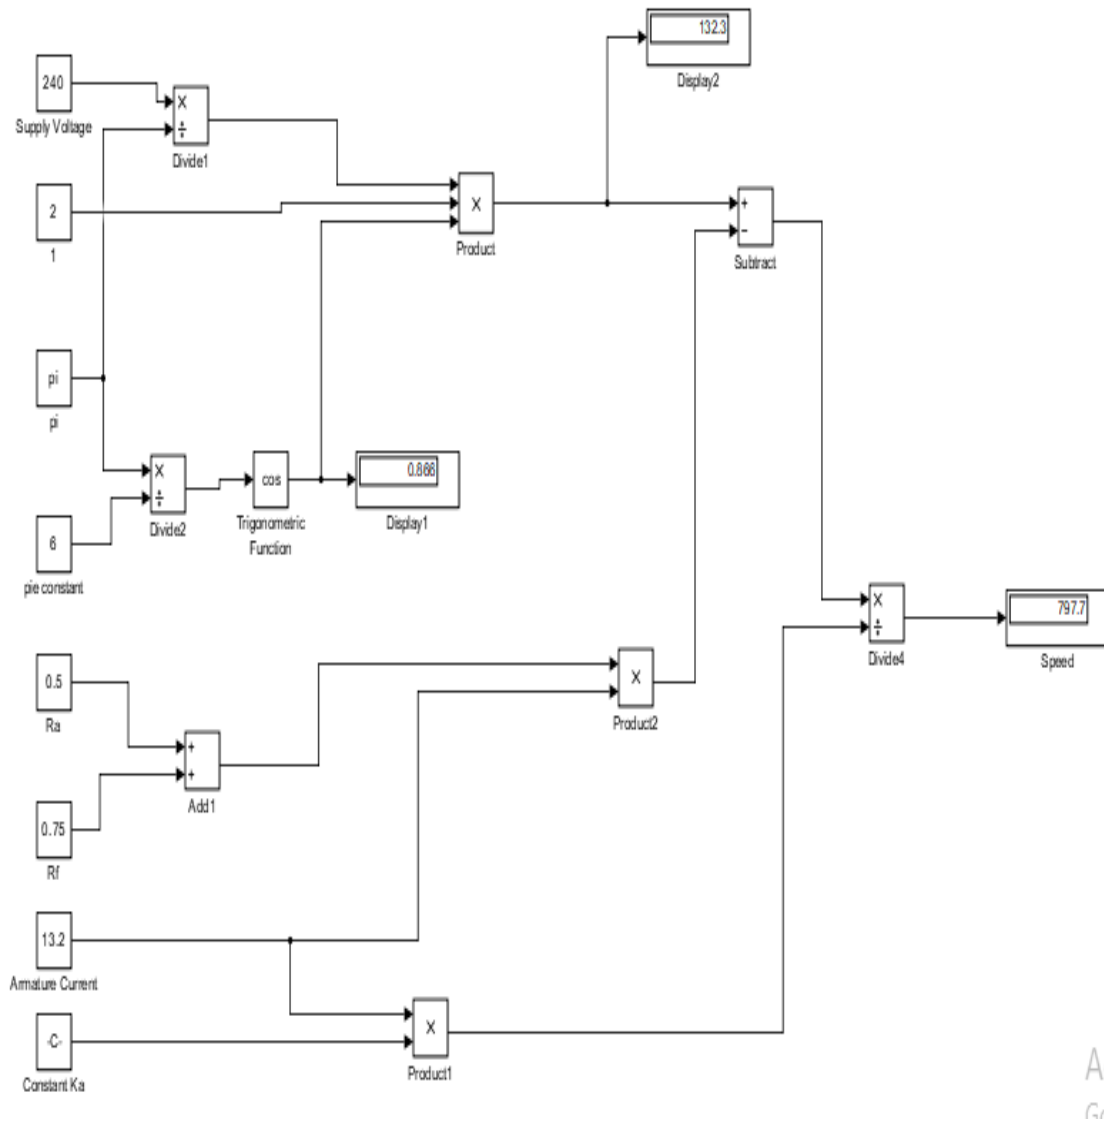 132.3
Display2
240
Supply Voltage
×
÷
Divide1
2
1
X
Product
+
−
Subtract
pi
pi
×
÷
Divide2
cos
Trigonometric
Function
0.866
Display1
6
pie constant
×
÷
Divide4
797.7
Speed
0.5
Ra
X
Product2
+
+
Add1
0.75
Rf
13.2
Armature Current
X
Product1
-C-
Constant Ka
A
Go